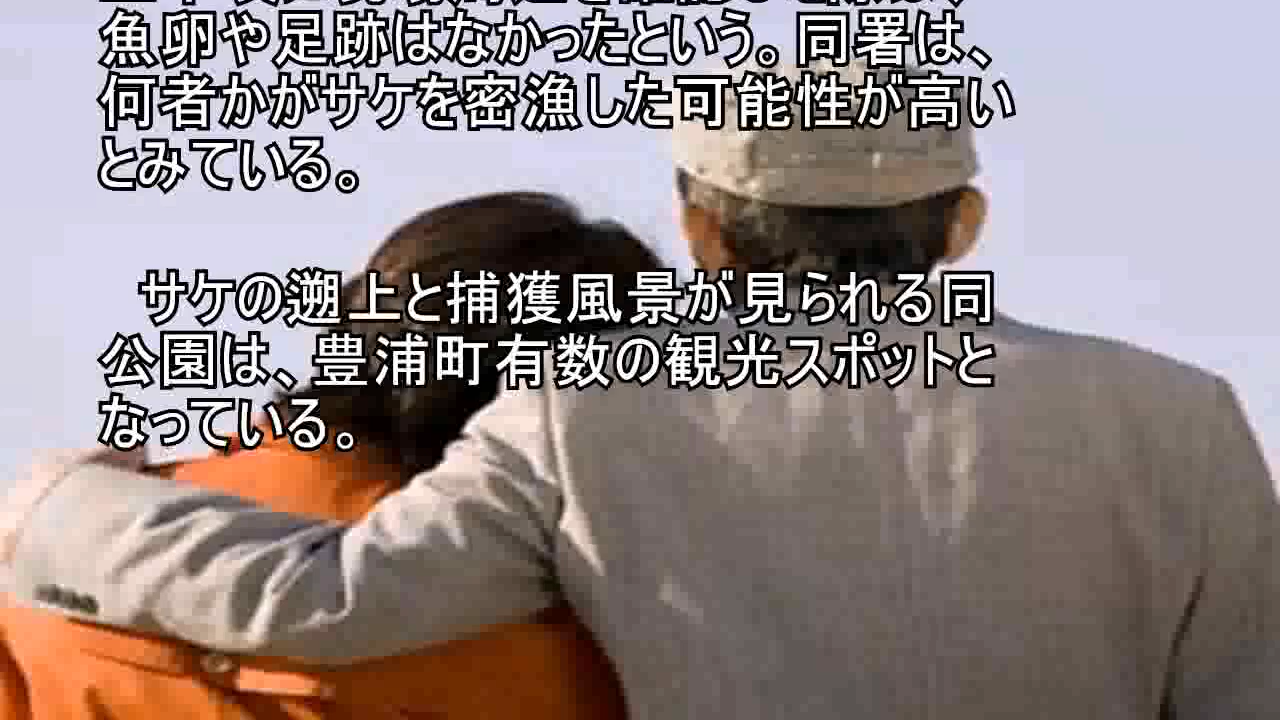 魚卵や足跡はなかったという。同署は、
何者かがサケを密漁した可能性が高い
とみている。
サケの遡上と捕獲風景が見られる同
公園は、豊浦町有数の観光スポットと
なっている。